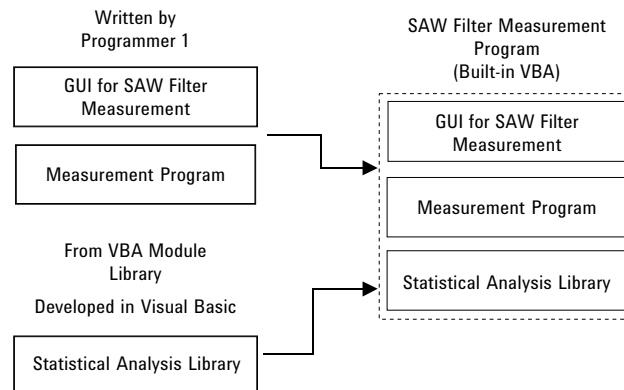 Written by
Programmer 1
GUI for SAW Filter
Measurement
Measurement Program
From VBA Module
Library
Developed in Visual Basic
Statistical Analysis Library
SAW Filter Measurement
Program
(Built-in VBA)
GUI for SAW Filter
Measurement
Measurement Program
Statistical Analysis Library